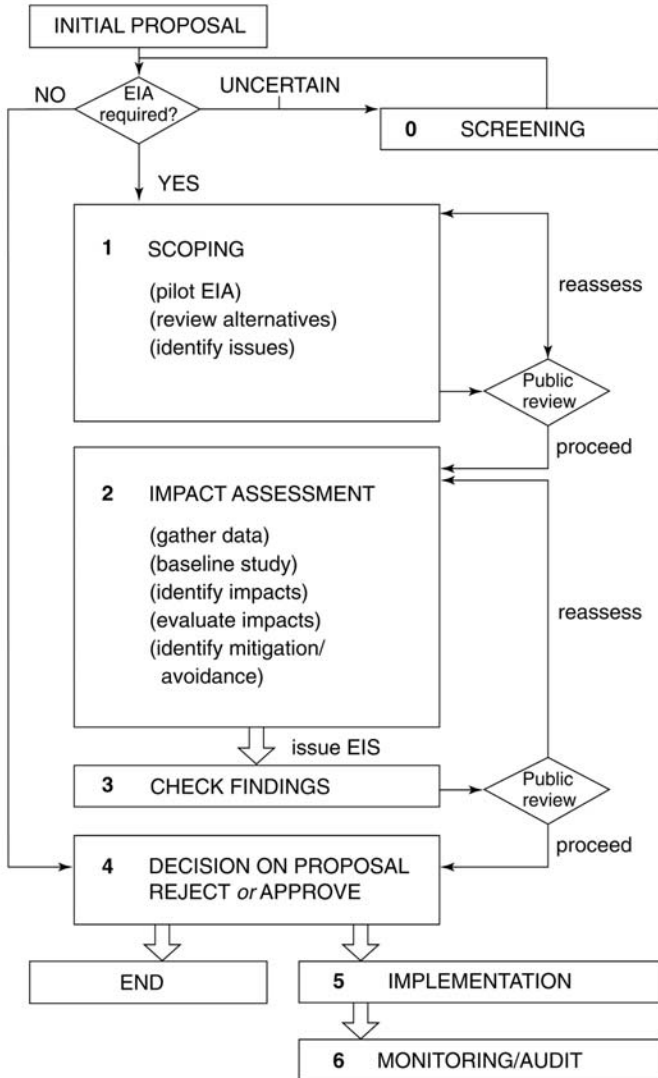 INITIAL PROPOSAL
NO
EIA
required?
UNCERTAIN
0 SCREENING
YES
1 SCOPING
(pilot EIA)
(review alternatives)
(identify issues)
reassess
Public
review
proceed
2 IMPACT ASSESSMENT
(gather data)
(baseline study)
(identify impacts)
(evaluate impacts)
(identify mitigation/
avoidance)
reassess
issue EIS
3 CHECK FINDINGS
Public
review
proceed
4 DECISION ON PROPOSAL
REJECT or APPROVE
END
5 IMPLEMENTATION
6 MONITORING/AUDIT